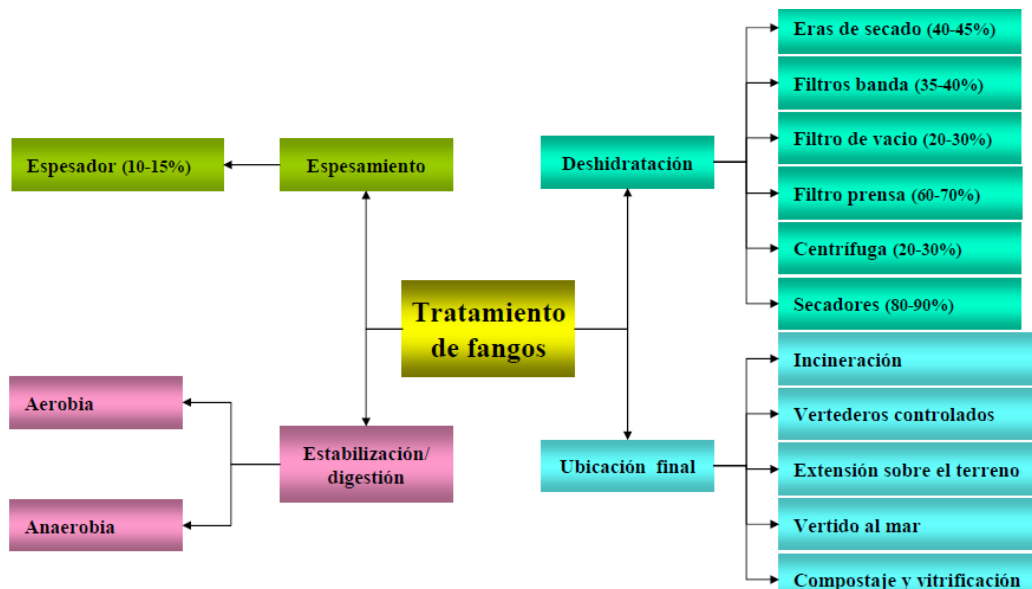 Eras de secado (40-45%)
Filtros banda (35-40%)
Espesador (10-15%)
Espesamiento
Deshidratación
Filtro de vacio (20-30%)
Filtro prensa (60-70%)
Centrífuga (20-30%)
Secadores (80-90%)
Tratamiento
de fangos
Incineración
Aerobia
Vertederos controlados
Estabilización/
digestión
Ubicación final
Extensión sobre el terreno
Anaerobia
Vertido al mar
Compostaje y vitrificación